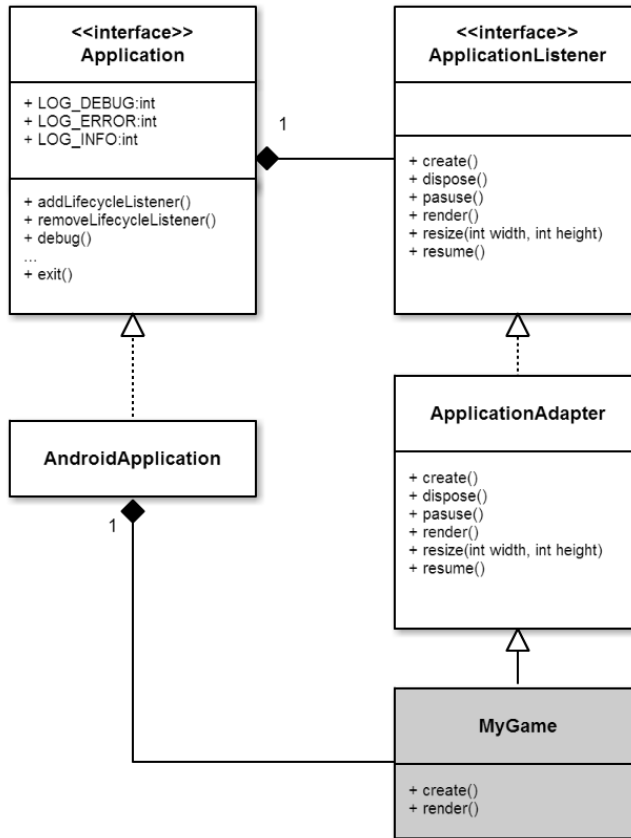 <<interface>>
Application
+ LOG_DEBUG:int
+ LOG_ERROR:int
+ LOG_INFO:int
+ addLifecycleListener()
+ removeLifecycleListener()
+ debug()
...
+ exit()
1
<<interface>>
ApplicationListener
+ create()
+ dispose()
+ pasuse()
+ render()
+ resize(int width, int height)
+ resume()
AndroidApplication
1
ApplicationAdapter
+ create()
+ dispose()
+ pasuse()
+ render()
+ resize(int width, int height)
+ resume()
MyGame
+ create()
+ render()